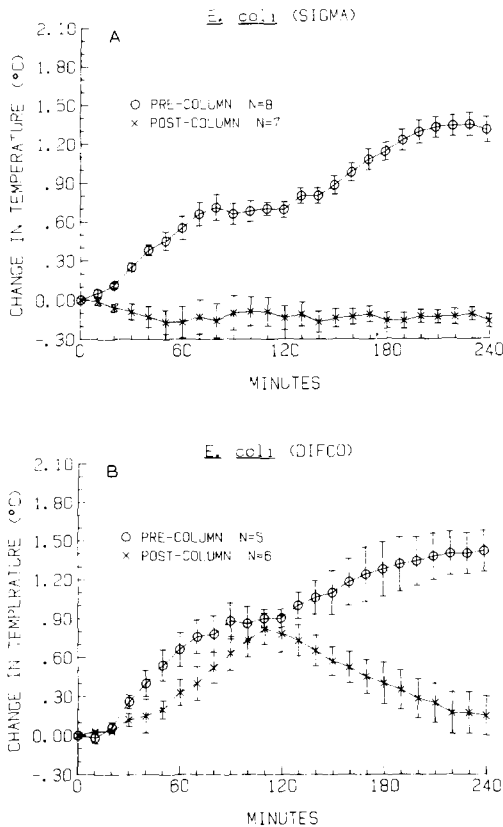 E. coli (SIGMA)
A
2.10
1.80
1.50
1.20
.90
.60
.30
0.00
-.30
CHANGE IN TEMPERATURE (°C)
PRE-COLUMN N=8
POST-COLUMN N=7
0 60 120 180 240
MINUTES
E. coli (DIFCO)
B
2.10
1.80
1.50
1.20
.90
.60
.30
0.00
-.30
CHANGE IN TEMPERATURE (°C)
PRE-COLUMN N=5
POST-COLUMN N=6
0 60 120 180 240
MINUTES